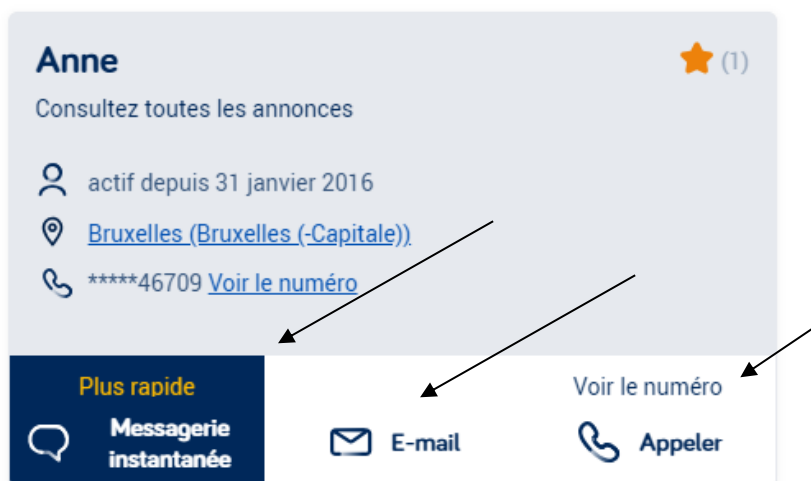 Anne
(1)
Consultez toutes les annonces
actif depuis 31 janvier 2016
Bruxelles (Bruxelles (-Capitale))
*****46709 Voir le numéro
Plus rapide
Messagerie
instantanée
E-mail
Voir le numéro
Appeler